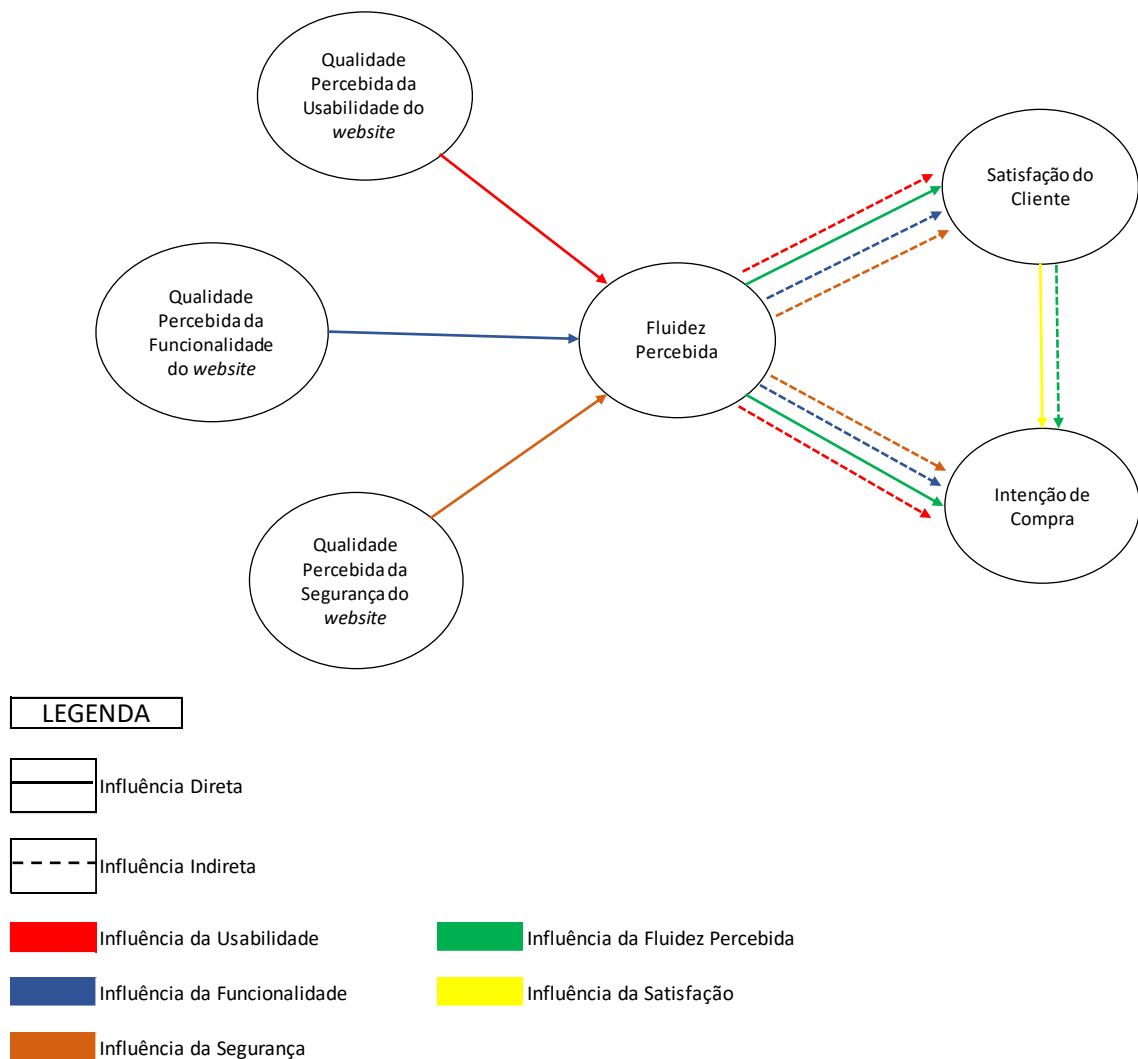 Qualidade
Percebida da
Usabilidade do
website
Satisfação do
Cliente
Qualidade
Percebida da
Funcionalidade
do website
Fluidez
Percebida
Intenção de
Compra
Qualidade
Percebida da
Segurança do
website
LEGENDA
Influência Direta
Influência Indireta
Influência da Usabilidade
Influência da Fluidez Percebida
Influência da Funcionalidade
Influência da Satisfação
Influência da Segurança